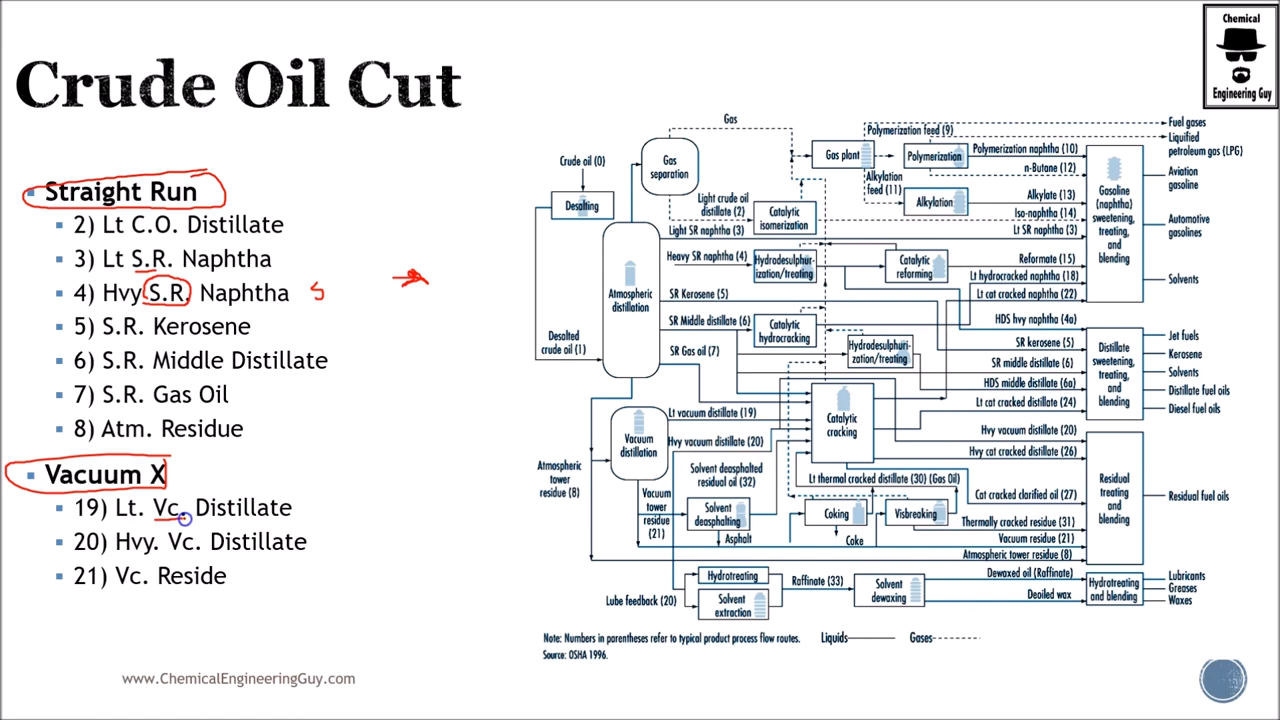 Crude Oil Cut
Chemical
Engineering Guy
Straight Run
2) Lt C.O. Distillate
3) Lt S.R. Naphtha
4) Hvy S.R. Naphtha
5) S.R. Kerosene
6) S.R. Middle Distillate
7) S.R. Gas Oil
8) Atm. Residue
Vacuum X
19) Lt. Vc. Distillate
20) Hvy. Vc. Distillate
21) Vc. Reside
S
Gas
Crude oil (0)
Desalting
Gas
separation
Desalted
crude oil (1)
Atmospheric
distillation
Atmospheric
tower
residue (8)
Vacuum
distillation
Vacuum
tower
residue
(21)
Light crude oil
distillate (2)
Catalytic
isomerization
Light SR naphtha (3)
Heavy SR naphtha (4)
Hydrodesulphur-
ization/treating
SR Kerosene (5)
SR Middle distillate (6)
Catalytic
hydrocracking
SR Gas oil (7)
Lt vacuum distillate (19)
Hvy vacuum distillate (20)
Solvent deasphalted
residual oil (32)
Solvent
deasphalting
Asphalt
Gas plant
Polymerization feed (9)
Polymerization
Alkylation
feed (11)
Alkylation
Catalytic
reforming
Hydrodesulphuri-
zation/treating
Catalytic
cracking
Lt thermal cracked distillate (30) (Gas Oil)
Coking
Coke
Visbreaking
Polymerization naphtha (10)
n-Butane (12)
Alkylate (13)
Iso-naphtha (14)
Lt SR naphtha (3)
Reformate (15)
Lt hydrocracked naphtha (18)
Lt cat cracked naphtha (22)
HDS hvy naphtha (4a)
SR kerosene (5)
SR middle distillate (6)
HDS middle distillate (6a)
Lt cat cracked distillate (24)
Hvy vacuum distillate (20)
Hvy cat cracked distillate (26)
Cat cracked clarified oil (27)
Thermally cracked residue (31)
Vacuum residue (21)
Atmospheric tower residue (8)
Gasoline
(naphtha)
sweetening,
treating,
and
blending
Distillate
sweetening,
treating,
and
blending
Residual
treating
and
blending
Fuel gases
Liquified
petroleum gas (LPG)
Aviation
gasoline
Automotive
gasolines
Solvents
Jet fuels
Kerosene
Solvents
Distillate fuel oils
Diesel fuel oils
Residual fuel oils
Lube feedback (20)
Hydrotreating
Solvent
extraction
Raffinate (33)
Solvent
dewaxing
Dewaxed oil (Raffinate)
Deoiled wax
Hydrotreating
and blending
Lubricants
Greases
Waxes
Note: Numbers in parentheses refer to typical product process flow routes.
Liquids
Gases
Source: OSHA 1996.
www.ChemicalEngineeringGuy.com